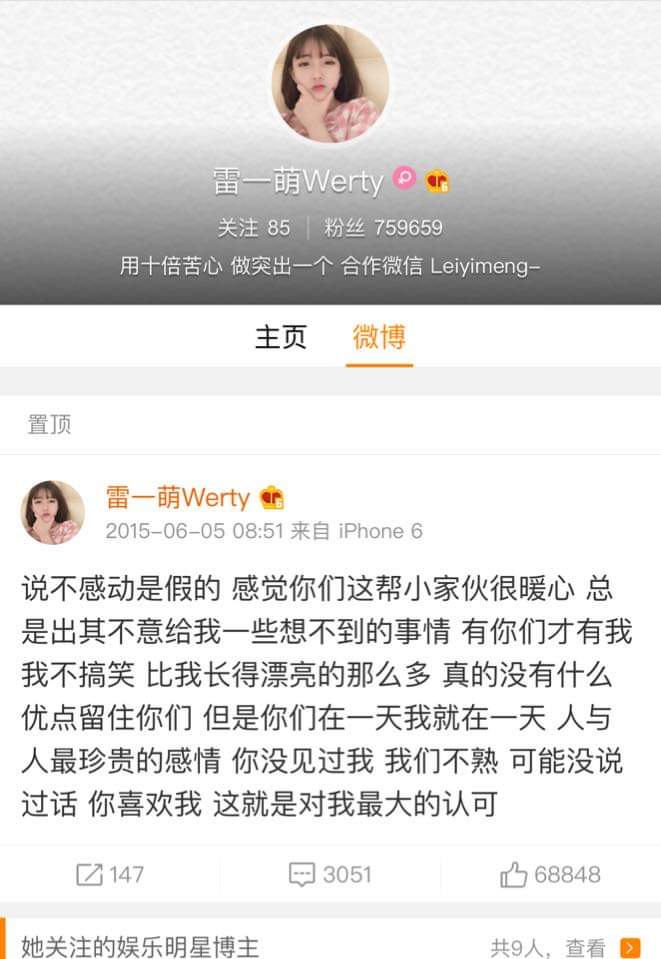 雷一萌Werty
关注 85 | 粉丝 759659
用十倍苦心 做突出一个 合作微信 Leiyimeng-
主页 微博
置顶
雷一萌Werty
2015-06-05 08:51 来自 iPhone 6
说不感动是假的 感觉你们这帮小家伙很暖心 总
是出其不意给我一些想不到的事情 有你们才有我
我不搞笑 比我长得漂亮的那么多 真的没有什么
优点留住你们 但是你们在一天我就在一天 人与
人最珍贵的感情 你没见过我 我们不熟 可能没说
过话 你喜欢我 这就是对我最大的认可
147 3051 68848
她关注的娱乐明星博主 共9人，查看